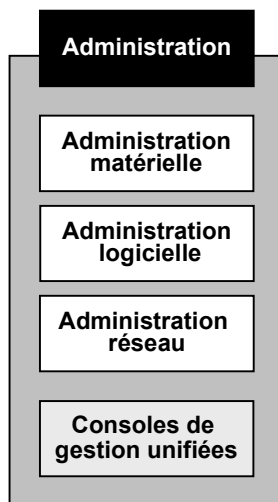 Administration
Administration
matérielle
Administration
logicielle
Administration
réseau
Consoles de
gestion unifiées